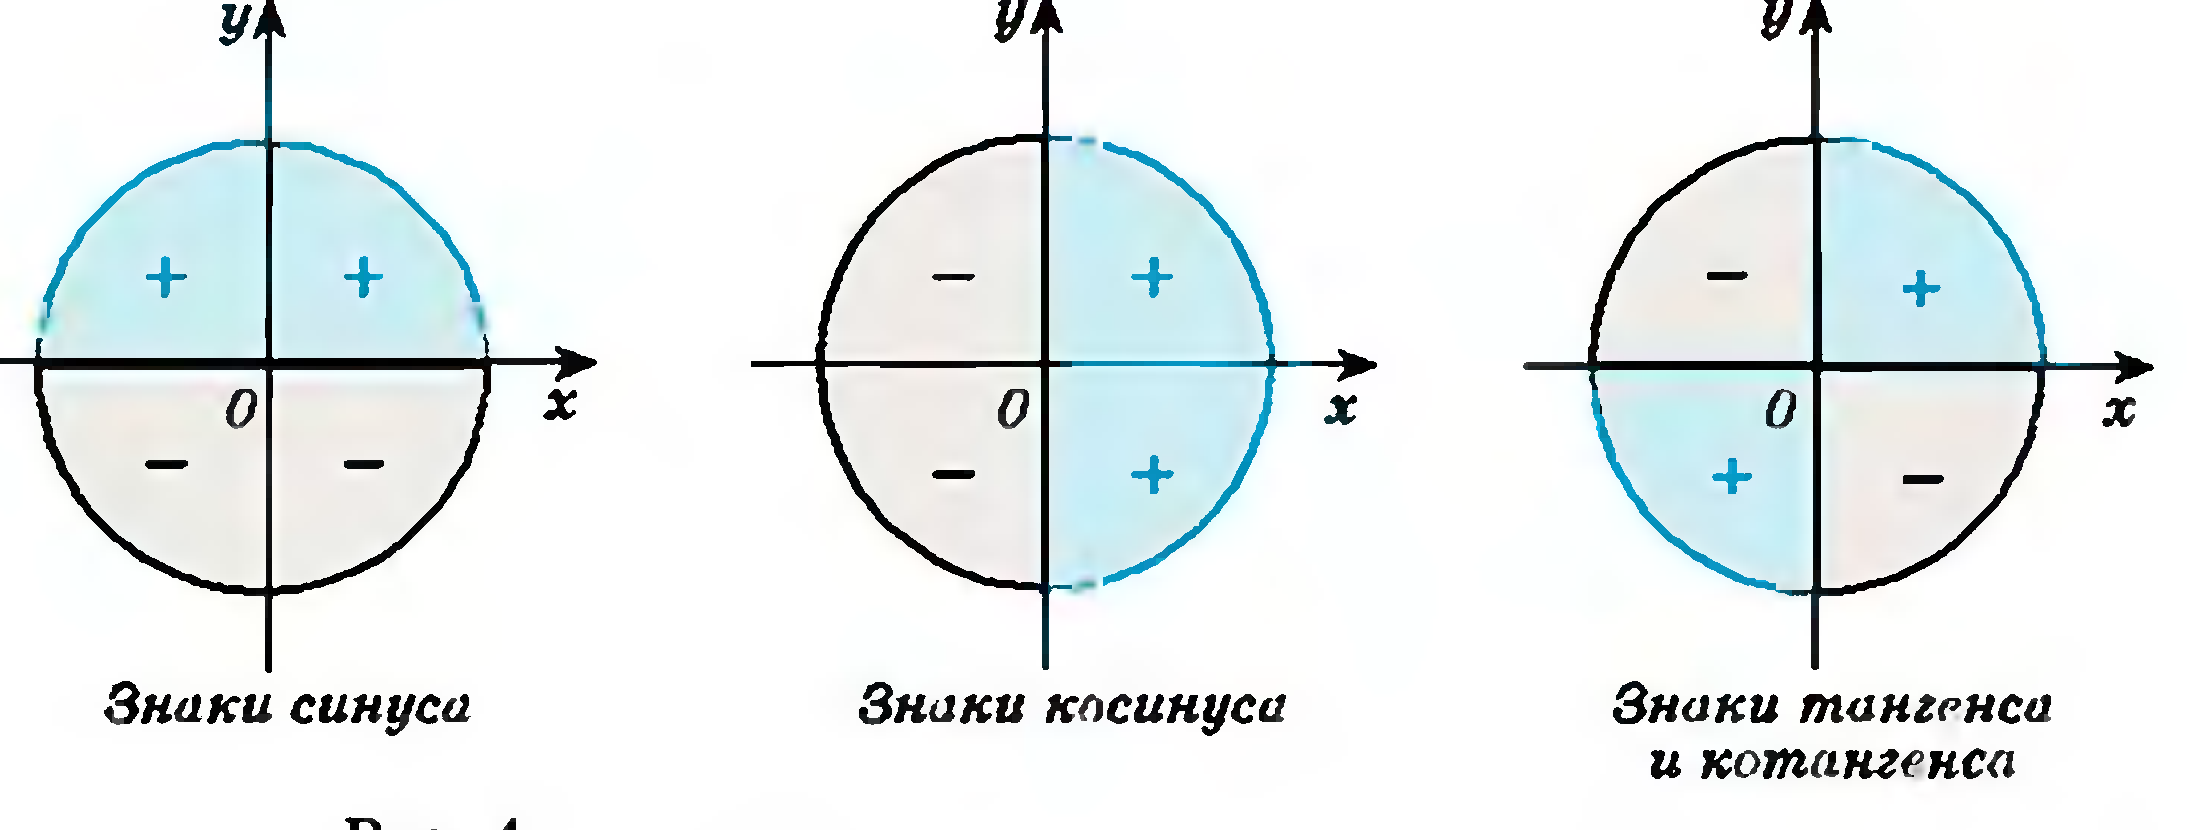 y
y
y
+ +
- +
- +
0 x
0 x
0 x
- -
- +
+ -
Знаки синуса
Знаки косинуса
Знаки тангенса
и котангенса